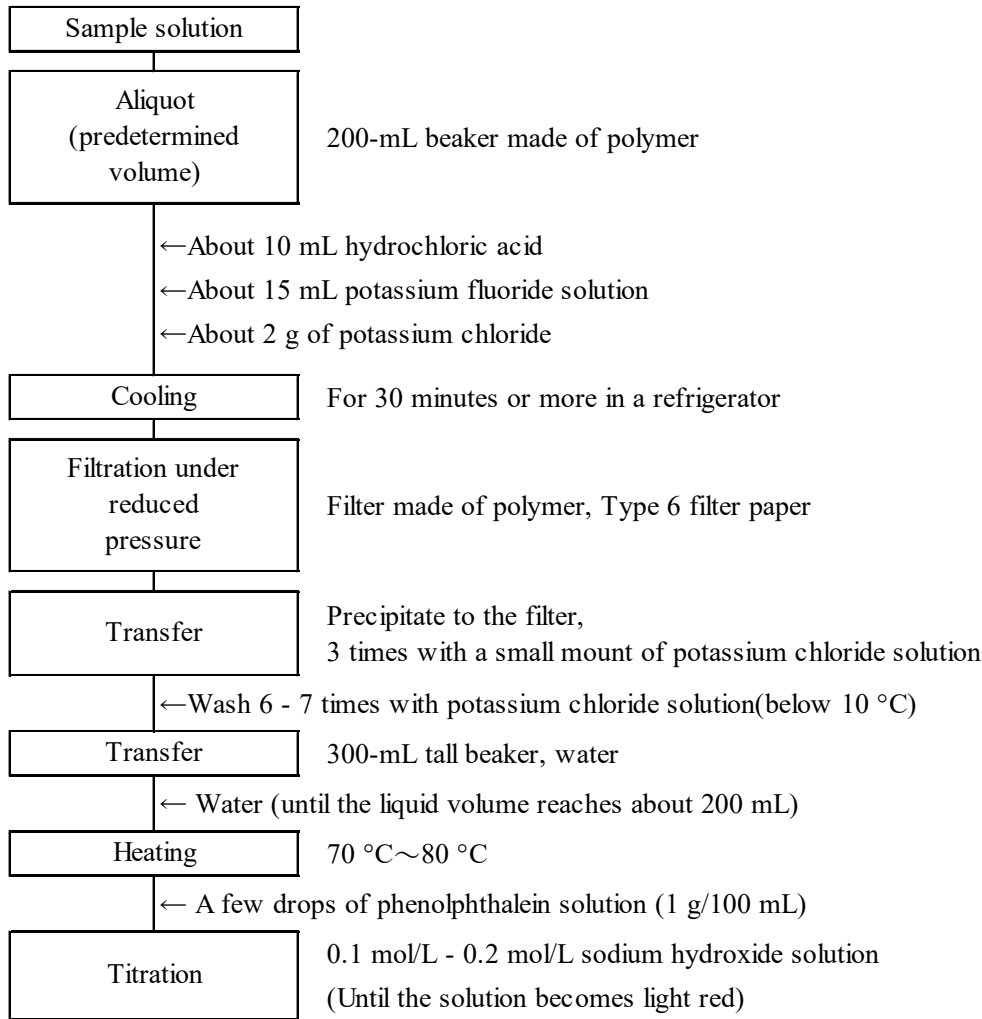 Sample solution
Aliquot
(predetermined
volume)
200-mL beaker made of polymer
←About 10 mL hydrochloric acid
←About 15 mL potassium fluoride solution
←About 2 g of potassium chloride
Cooling
For 30 minutes or more in a refrigerator
Filtration under
reduced
pressure
Filter made of polymer, Type 6 filter paper
Transfer
Precipitate to the filter,
3 times with a small mount of potassium chloride solution
←Wash 6 - 7 times with potassium chloride solution(below 10 °C)
Transfer
300-mL tall beaker, water
← Water (until the liquid volume reaches about 200 mL)
Heating
70 °C～80 °C
← A few drops of phenolphthalein solution (1 g/100 mL)
Titration
0.1 mol/L - 0.2 mol/L sodium hydroxide solution
(Until the solution becomes light red)